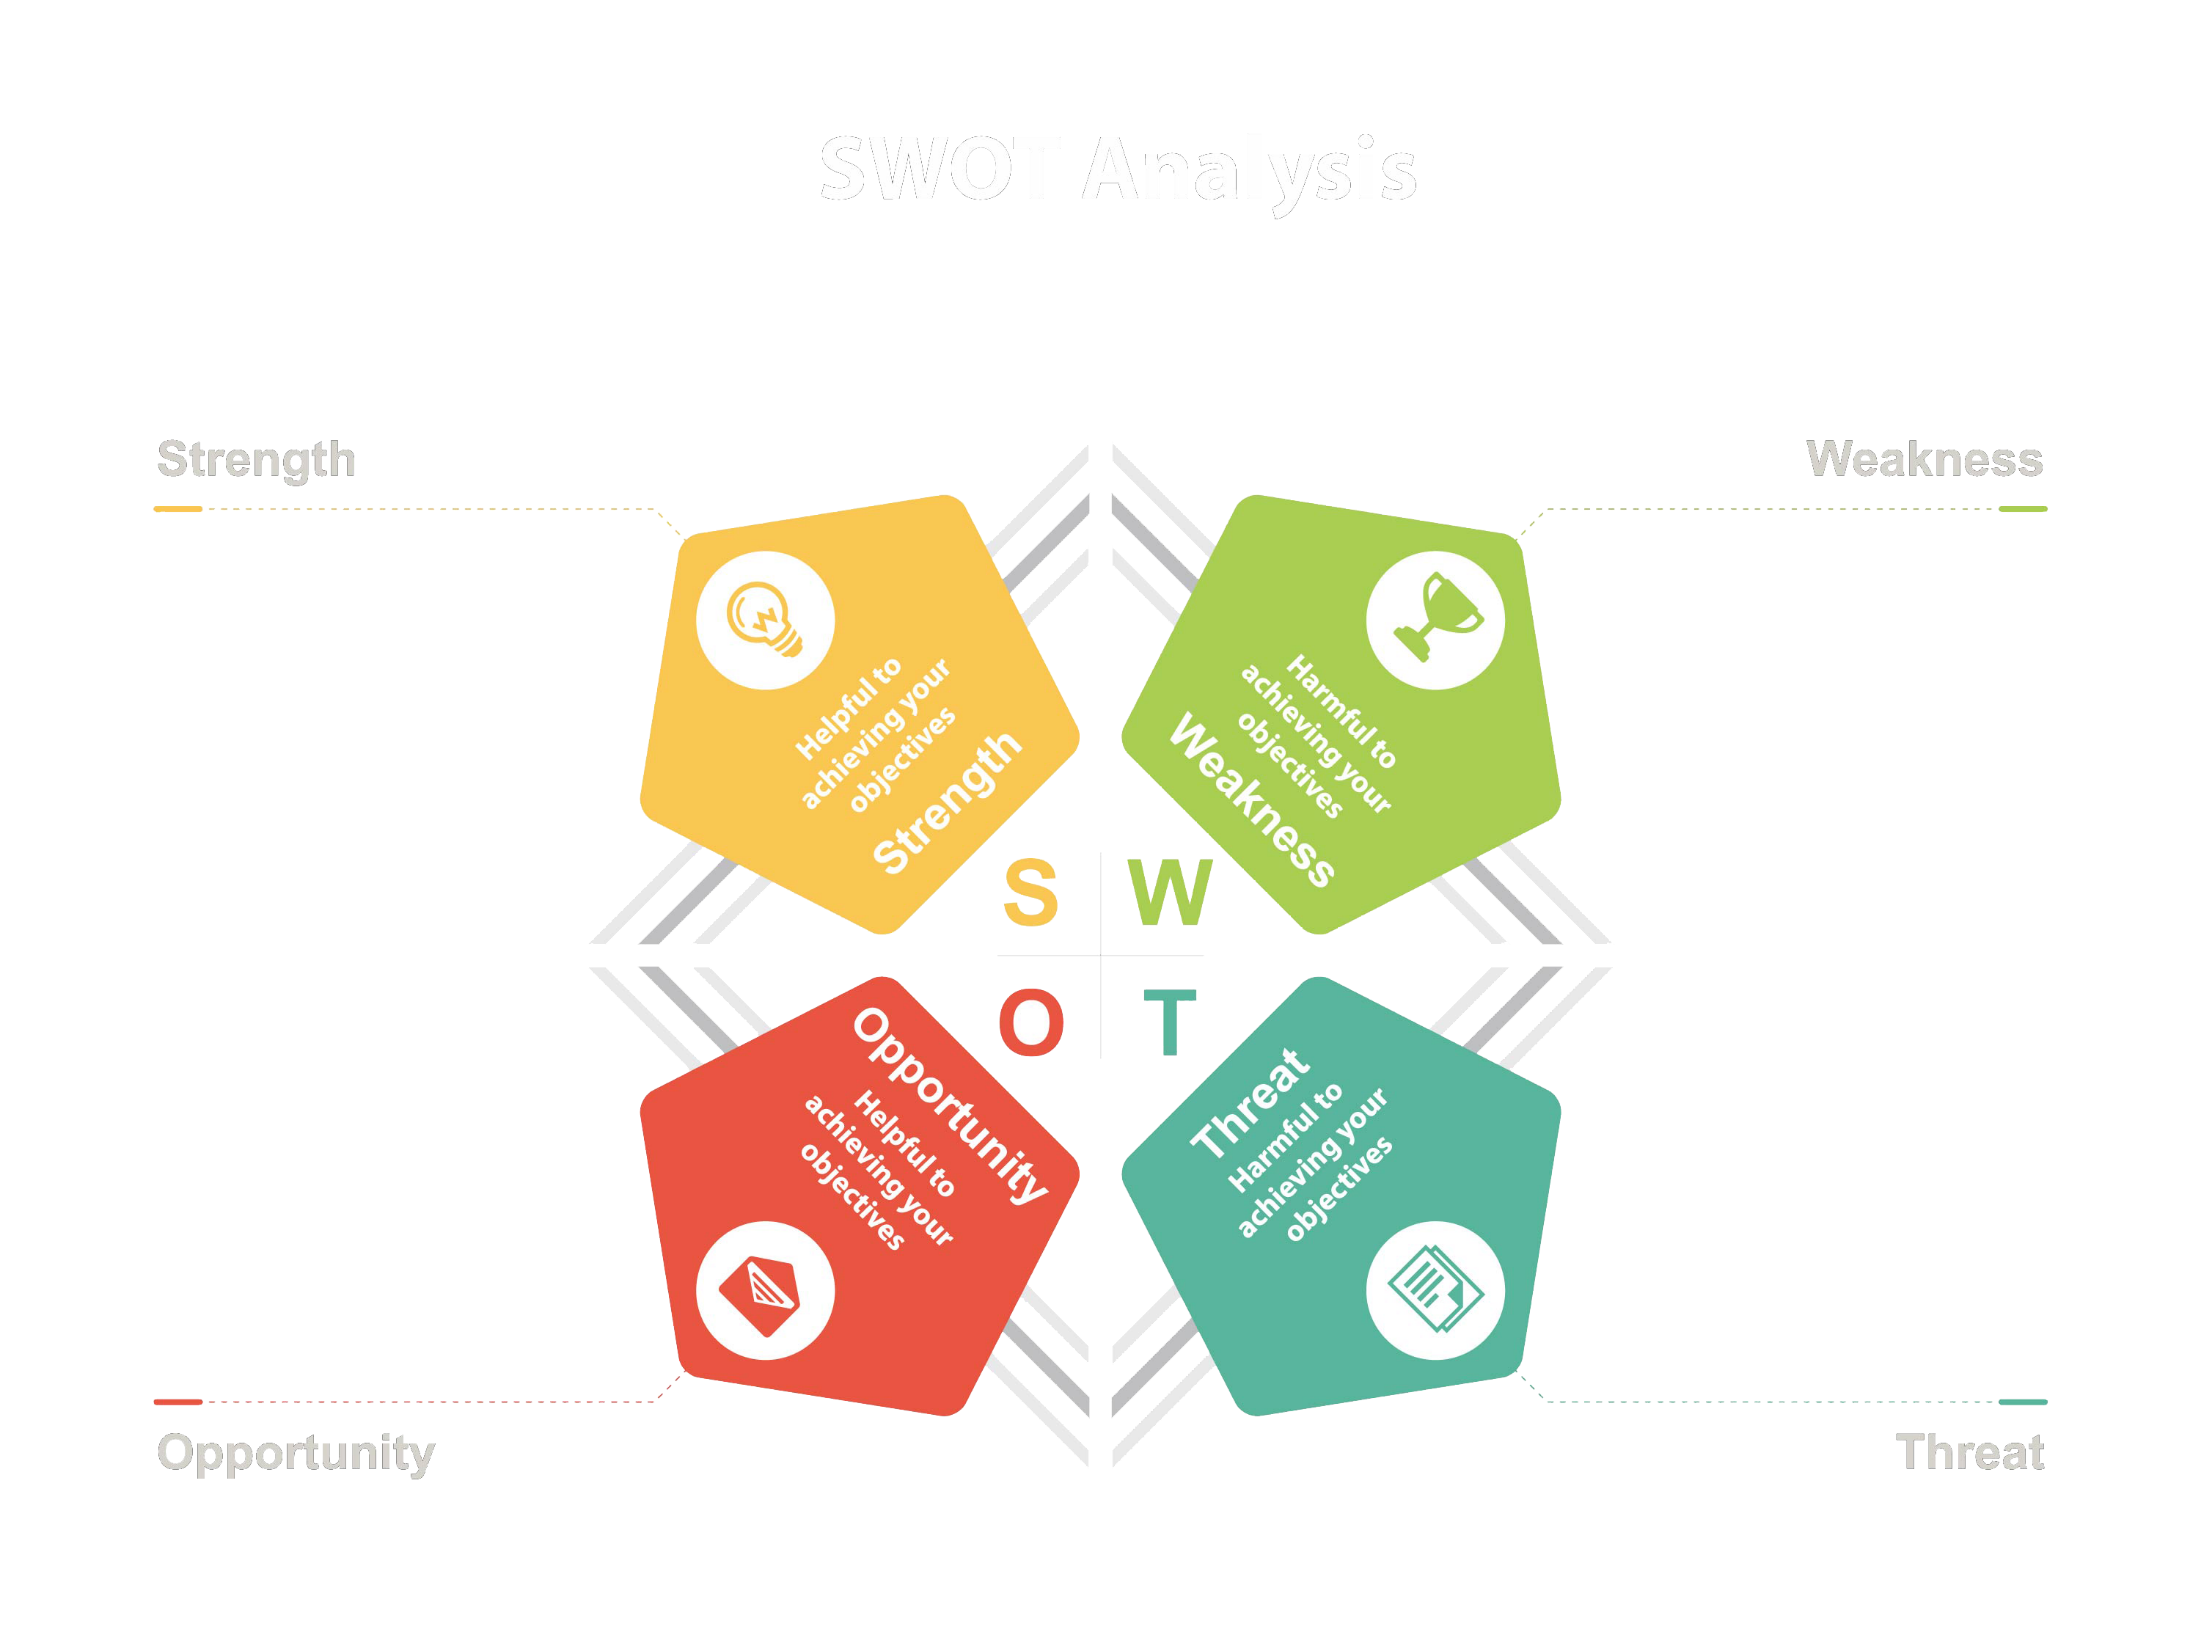 SWOT Analysis
Strength
Weakness
Helpful to
achieving your
objectives
Strength
Harmful to
achieving your
objectives
Weakness
S
W
O
T
Opportunity
Helpful to
achieving your
objectives
Threat
Harmful to
achieving your
objectives
Opportunity
Threat